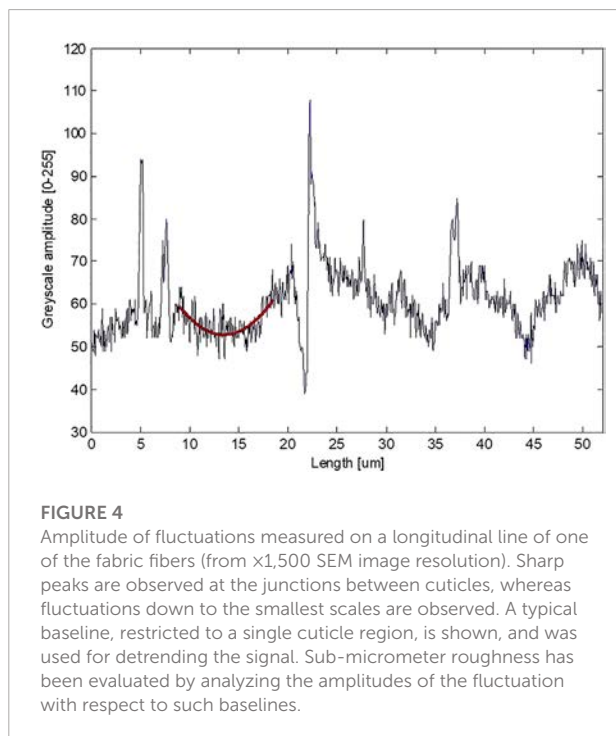 120
110
100
90
80
70
60
50
40
30
Greyscale amplitude [0-255]
0 5 10 15 20 25 30 35 40 45 50
Length [um]
FIGURE 4
Amplitude of fluctuations measured on a longitudinal line of one
of the fabric fibers (from ×1,500 SEM image resolution). Sharp
peaks are observed at the junctions between cuticles, whereas
fluctuations down to the smallest scales are observed. A typical
baseline, restricted to a single cuticle region, is shown, and was
used for detrending the signal. Sub-micrometer roughness has
been evaluated by analyzing the amplitudes of the fluctuation
with respect to such baselines.